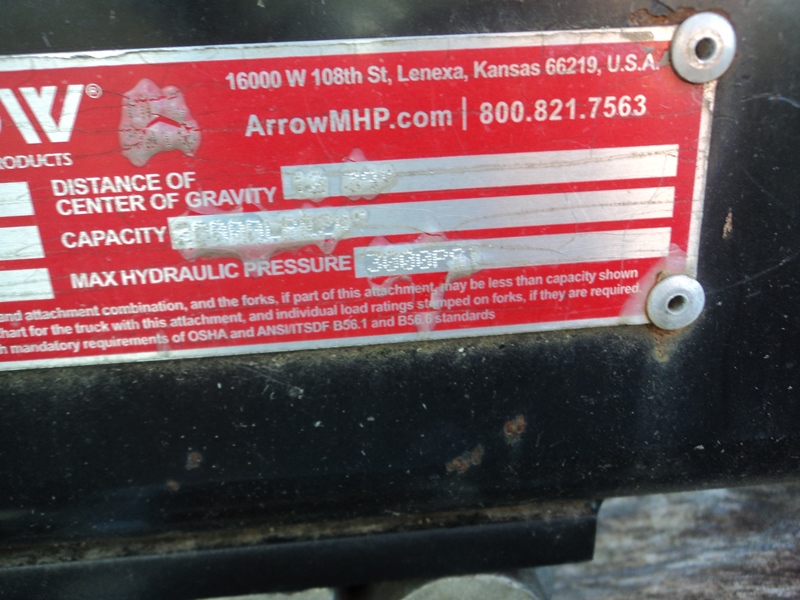 16000 W 108th St, Lenexa, Kansas 66219, U.S.A.
OW®
ArrowMHP.com | 800.821.7563
RODUCTS
DISTANCE OF
CENTER OF GRAVITY
CAPACITY
MAX HYDRAULIC PRESSURE 3000PSI
and attachment combination, and the forks, if part of this attachment, may be less than capacity shown
chart for the truck with this attachment, and individual load ratings stamped on forks, if they are required.
h mandatory requirements of OSHA and ANSI/ITSDF B56.1 and B56.6 standards